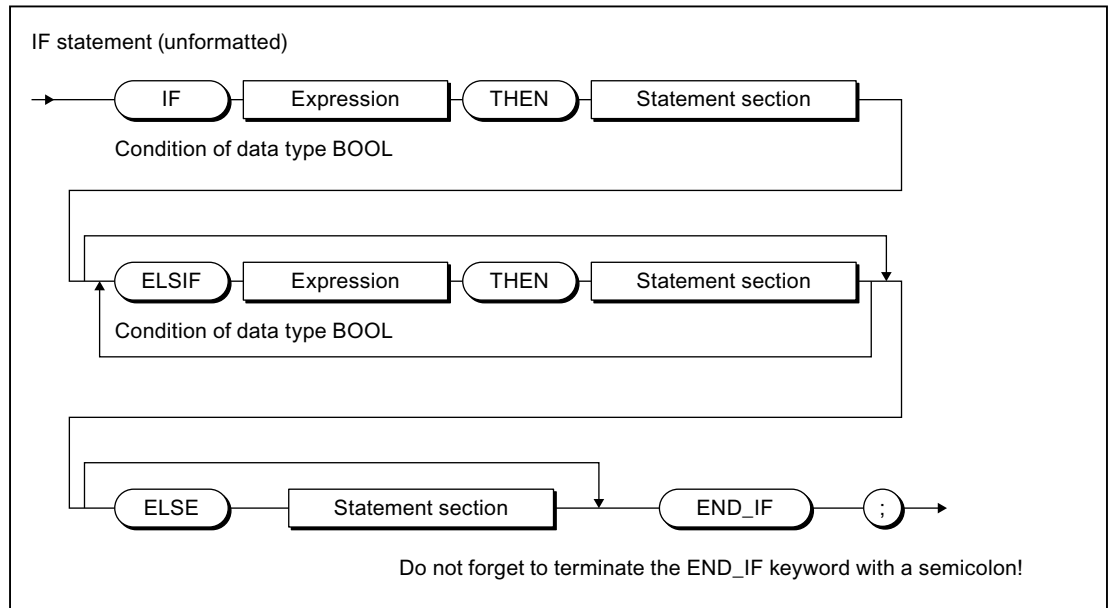 IF statement (unformatted)
IF Expression THEN Statement section
Condition of data type BOOL
ELSIF Expression THEN Statement section
Condition of data type BOOL
ELSE Statement section END_IF ;
Do not forget to terminate the END_IF keyword with a semicolon!